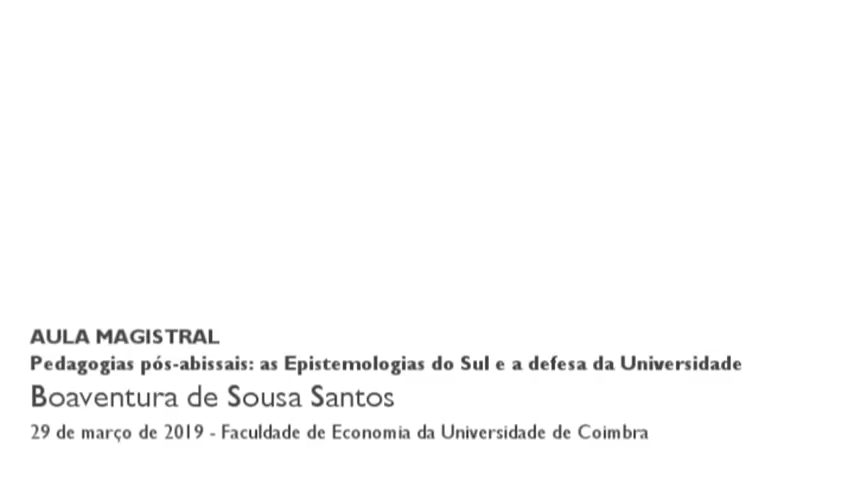 AULA MAGISTRAL
Pedagogias pós-abissais: as Epistemologias do Sul e a defesa da Universidade
Boaventura de Sousa Santos
29 de março de 2019 - Faculdade de Economia da Universidade de Coimbra